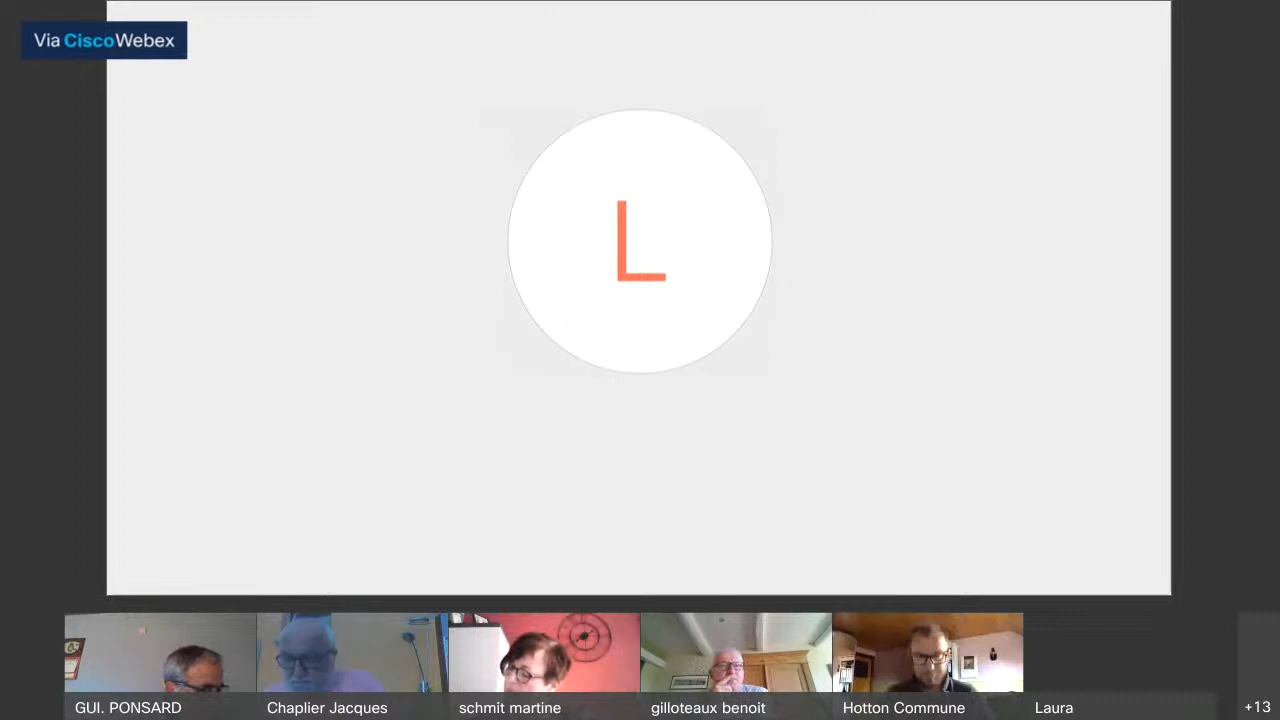 Via CiscoWebex
L
GUI. PONSARD
Chaplier Jacques
schmit martine
gilloteaux benoit
Hotton Commune
Laura
+13